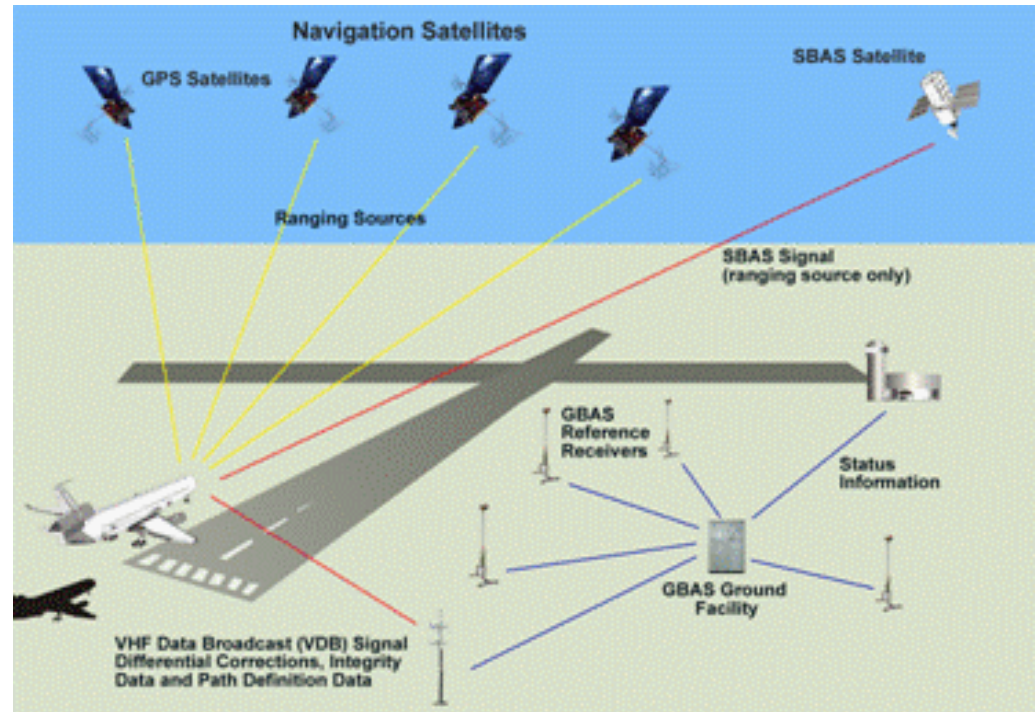 Navigation Satellites
GPS Satellites
SBAS Satellite
Ranging Sources
SBAS Signal
(ranging source only)
GBAS
Reference
Receivers
Status
Information
GBAS Ground
Facility
VHF Data Broadcast (VDB) Signal
Differential Corrections, Integrity
Data and Path Definition Data